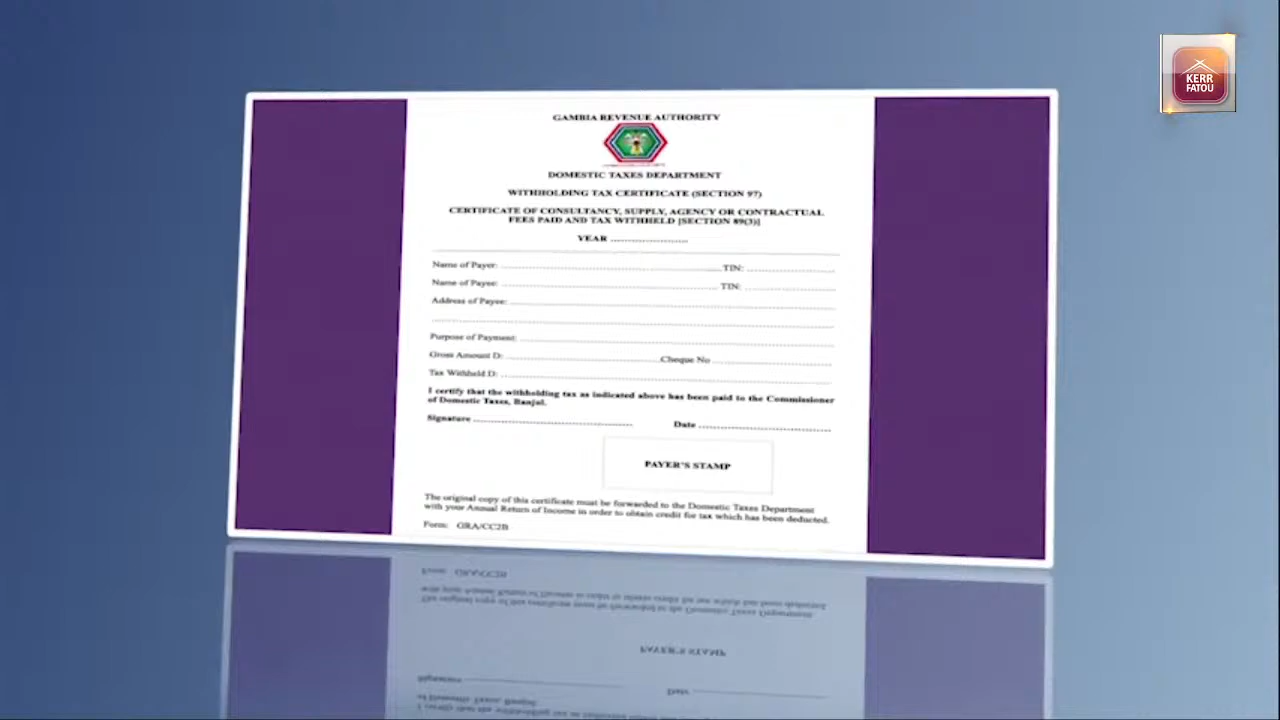 KERR
FATOU
GAMBIA REVENUE AUTHORITY
DOMESTIC TAXES DEPARTMENT
WITHHOLDING TAX CERTIFICATE (SECTION 97)
CERTIFICATE OF CONSULTANCY, SUPPLY, AGENCY OR CONTRACTUAL
FEES PAID AND TAX WITHHELD [SECTION 89(3)]
YEAR ........................
Name of Payer: ........................ TIN: ........................
Name of Payee: ........................ TIN: ........................
Address of Payee: ........................
Purpose of Payment: ........................
Gross Amount D: ........................ Cheque No ........................
Tax Withheld D: ........................
I certify that the withholding tax as indicated above has been paid to the Commissioner
of Domestic Taxes, Banjul.
Signature ........................ Date ........................
PAYER'S STAMP
The original copy of this certificate must be forwarded to the Domestic Taxes Department
with your Annual Return of Income in order to obtain credit for tax which has been deducted.
Form: GRA/CC2B